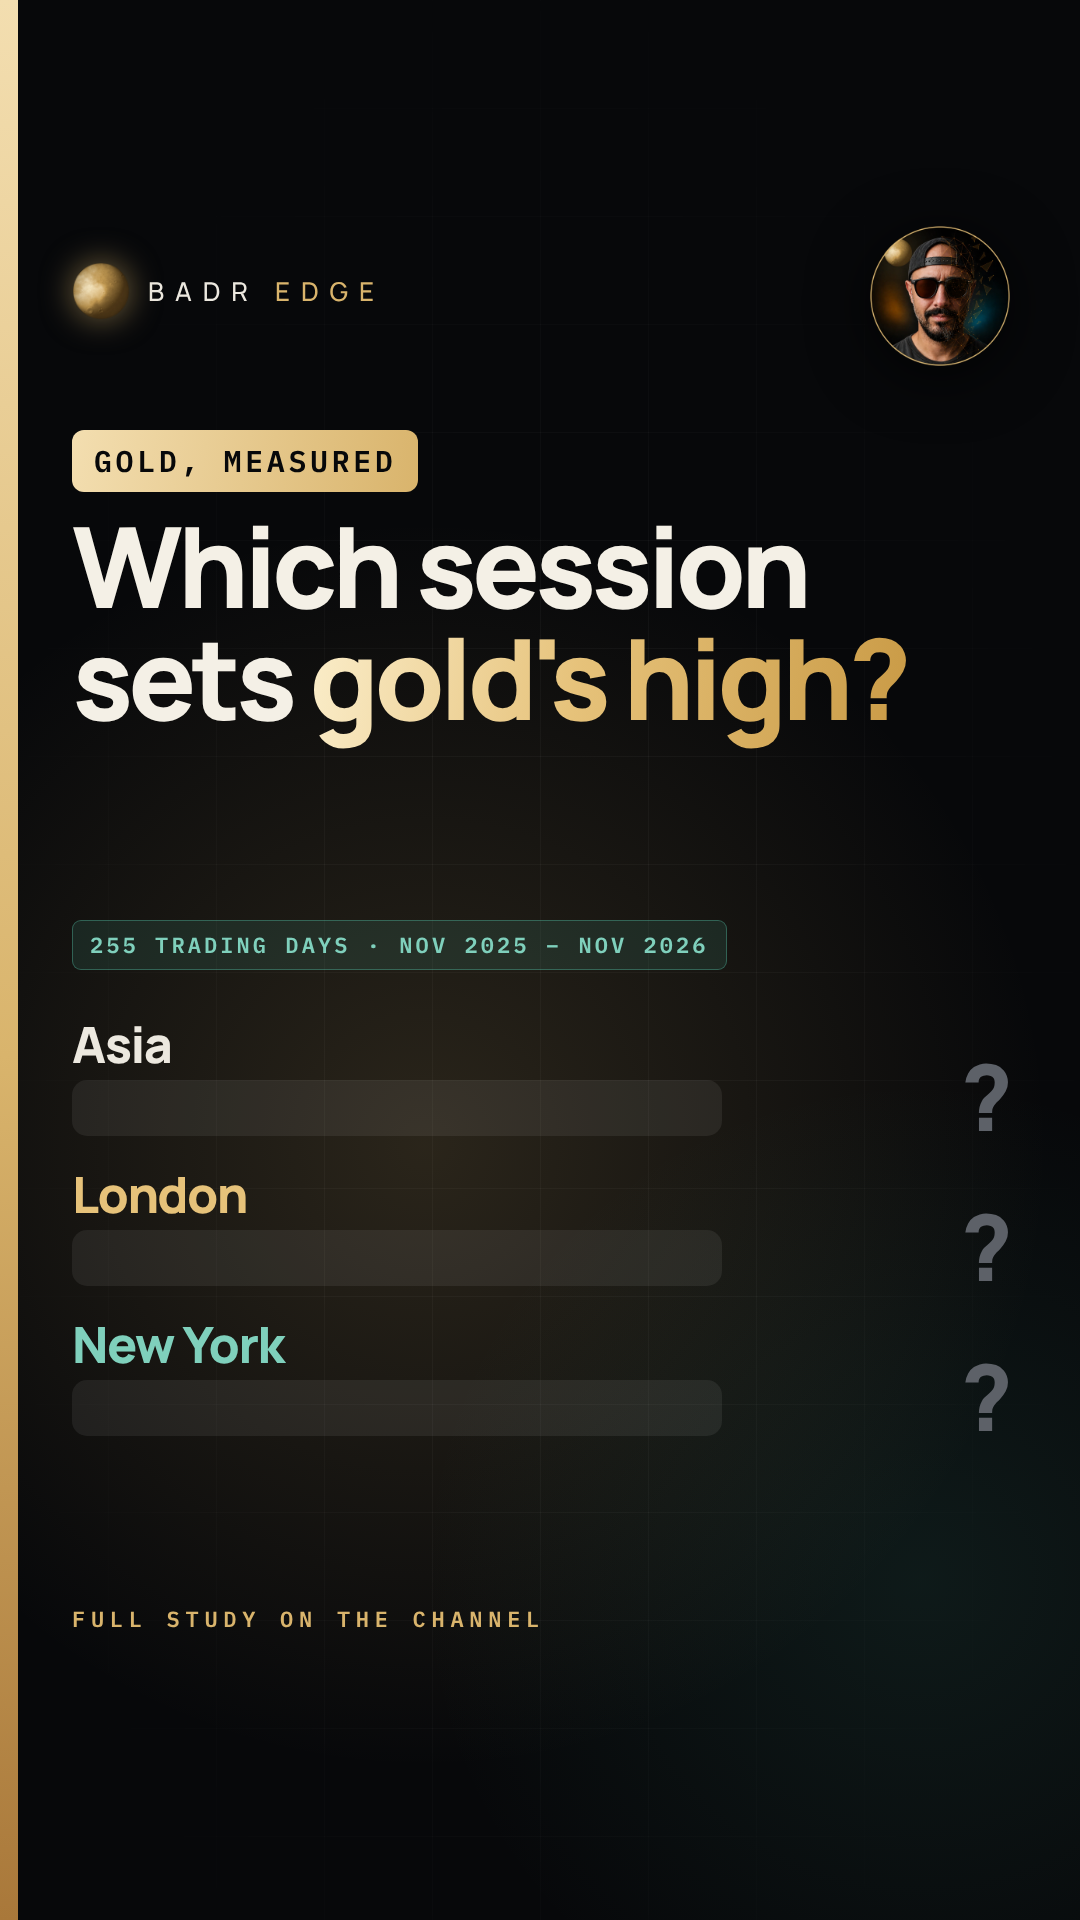 BADR EDGE
GOLD, MEASURED
Which session
sets gold's high?
255 TRADING DAYS · NOV 2025 – NOV 2026
Asia
?
London
?
New York
?
FULL STUDY ON THE CHANNEL